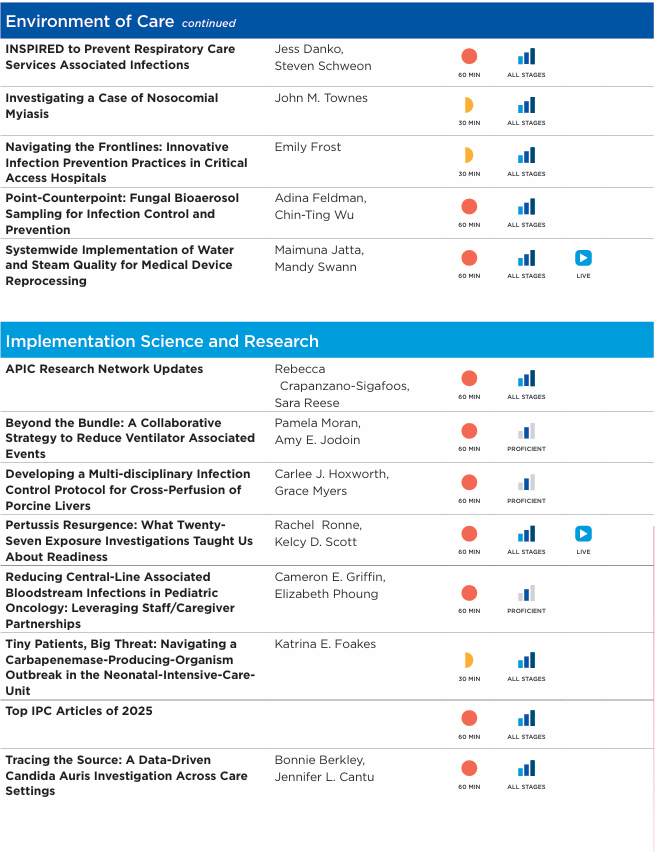 Environment of Care continued
INSPIRED to Prevent Respiratory Care
Services Associated Infections
Jess Danko,
Steven Schweon
60 MIN
ALL STAGES
Investigating a Case of Nosocomial
Myiasis
John M. Townes
30 MIN
ALL STAGES
Navigating the Frontlines: Innovative
Infection Prevention Practices in Critical
Access Hospitals
Emily Frost
30 MIN
ALL STAGES
Point-Counterpoint: Fungal Bioaerosol
Sampling for Infection Control and
Prevention
Adina Feldman,
Chin-Ting Wu
60 MIN
ALL STAGES
Systemwide Implementation of Water
and Steam Quality for Medical Device
Reprocessing
Maimuna Jatta,
Mandy Swann
60 MIN
ALL STAGES
LIVE
Implementation Science and Research
APIC Research Network Updates
Rebecca
Crapanzano-Sigafoos,
Sara Reese
60 MIN
ALL STAGES
Beyond the Bundle: A Collaborative
Strategy to Reduce Ventilator Associated
Events
Pamela Moran,
Amy E. Jodoin
60 MIN
PROFICIENT
Developing a Multi-disciplinary Infection
Control Protocol for Cross-Perfusion of
Porcine Livers
Carlee J. Hoxworth,
Grace Myers
60 MIN
PROFICIENT
Pertussis Resurgence: What Twenty-
Seven Exposure Investigations Taught Us
About Readiness
Rachel Ronne,
Kelcy D. Scott
60 MIN
ALL STAGES
LIVE
Reducing Central-Line Associated
Bloodstream Infections in Pediatric
Oncology: Leveraging Staff/Caregiver
Partnerships
Cameron E. Griffin,
Elizabeth Phoung
60 MIN
PROFICIENT
Tiny Patients, Big Threat: Navigating a
Carbapenemase-Producing-Organism
Outbreak in the Neonatal-Intensive-Care-
Unit
Katrina E. Foakes
30 MIN
ALL STAGES
Top IPC Articles of 2025
60 MIN
ALL STAGES
Tracing the Source: A Data-Driven
Candida Auris Investigation Across Care
Settings
Bonnie Berkley,
Jennifer L. Cantu
60 MIN
ALL STAGES